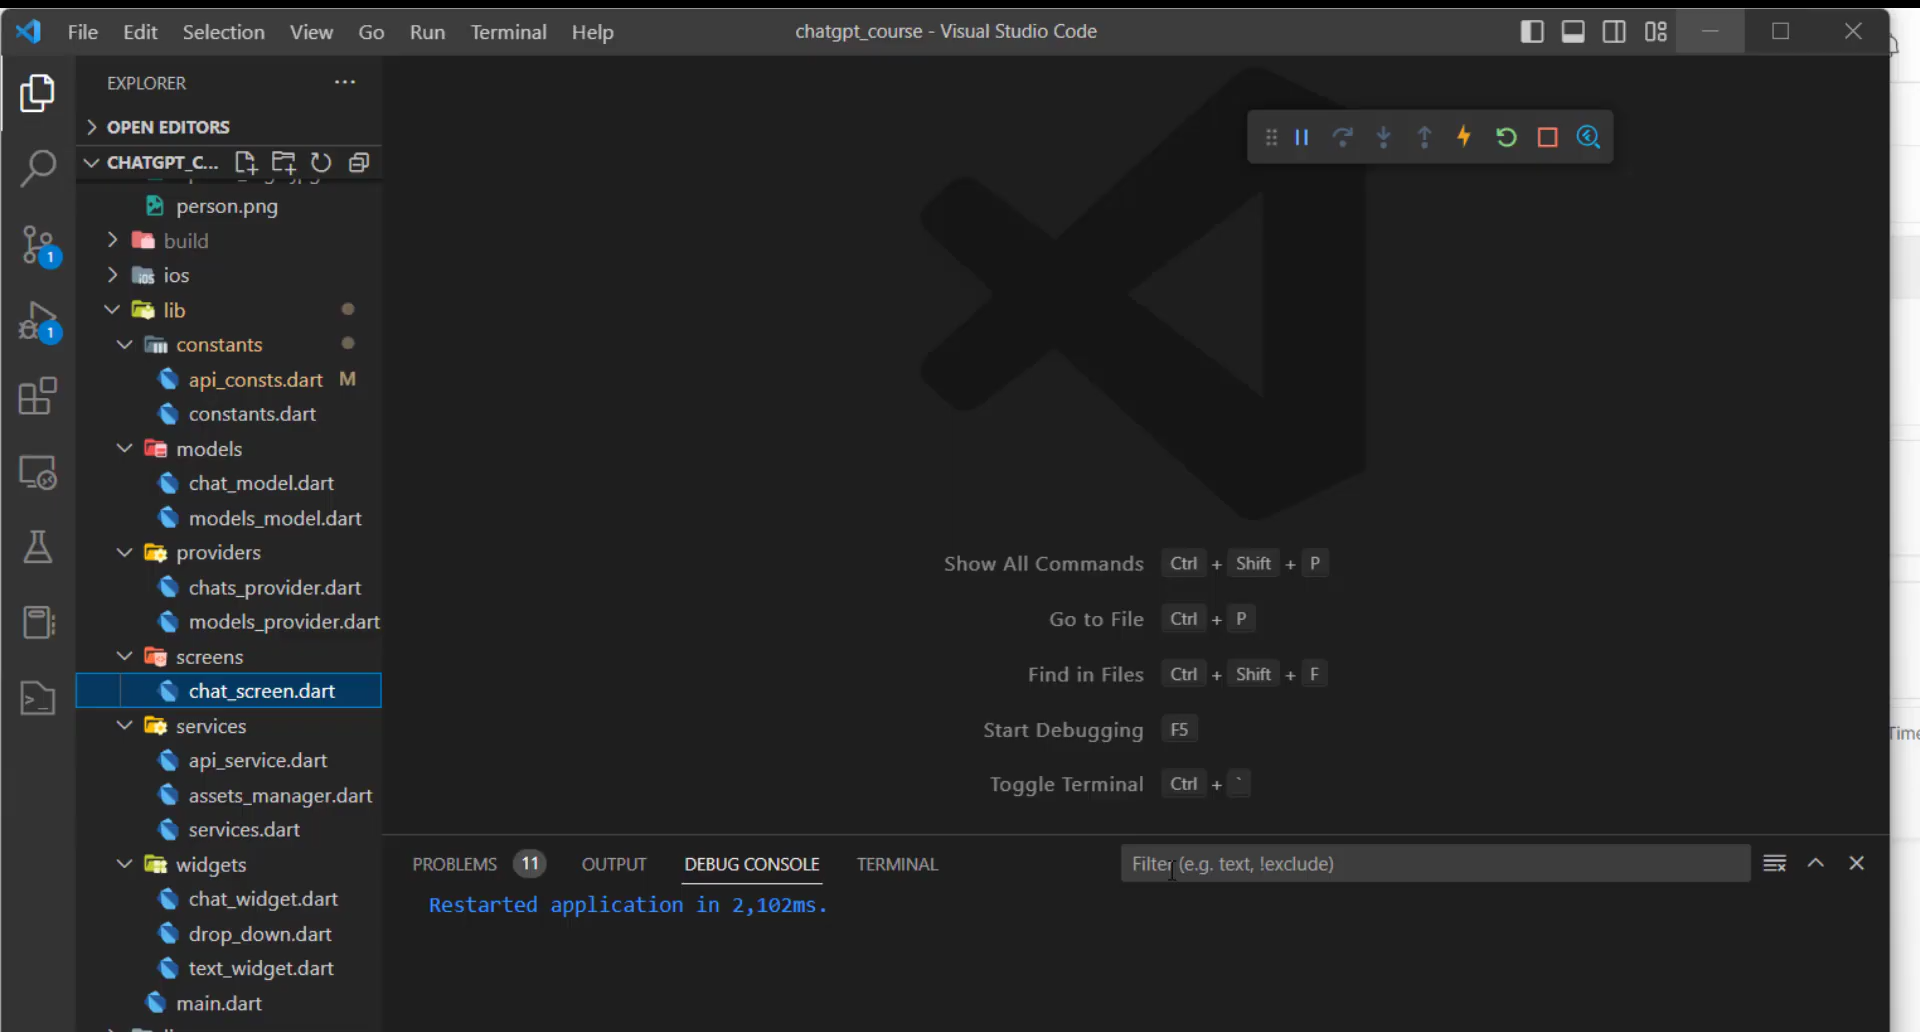 File Edit Selection View Go Run Terminal Help chatgpt_course - Visual Studio Code
EXPLORER
OPEN EDITORS
CHATGPT_C...
person.png
build
ios
lib
constants
api_consts.dart M
constants.dart
models
chat_model.dart
models_model.dart
providers
chats_provider.dart
models_provider.dart
screens
chat_screen.dart
services
api_service.dart
assets_manager.dart
services.dart
widgets
chat_widget.dart
drop_down.dart
text_widget.dart
main.dart
1
1
Show All Commands Ctrl + Shift + P
Go to File Ctrl + P
Find in Files Ctrl + Shift + F
Start Debugging F5
Toggle Terminal Ctrl + `
PROBLEMS 11 OUTPUT DEBUG CONSOLE TERMINAL Filter (e.g. text, !exclude)
Restarted application in 2,102ms.